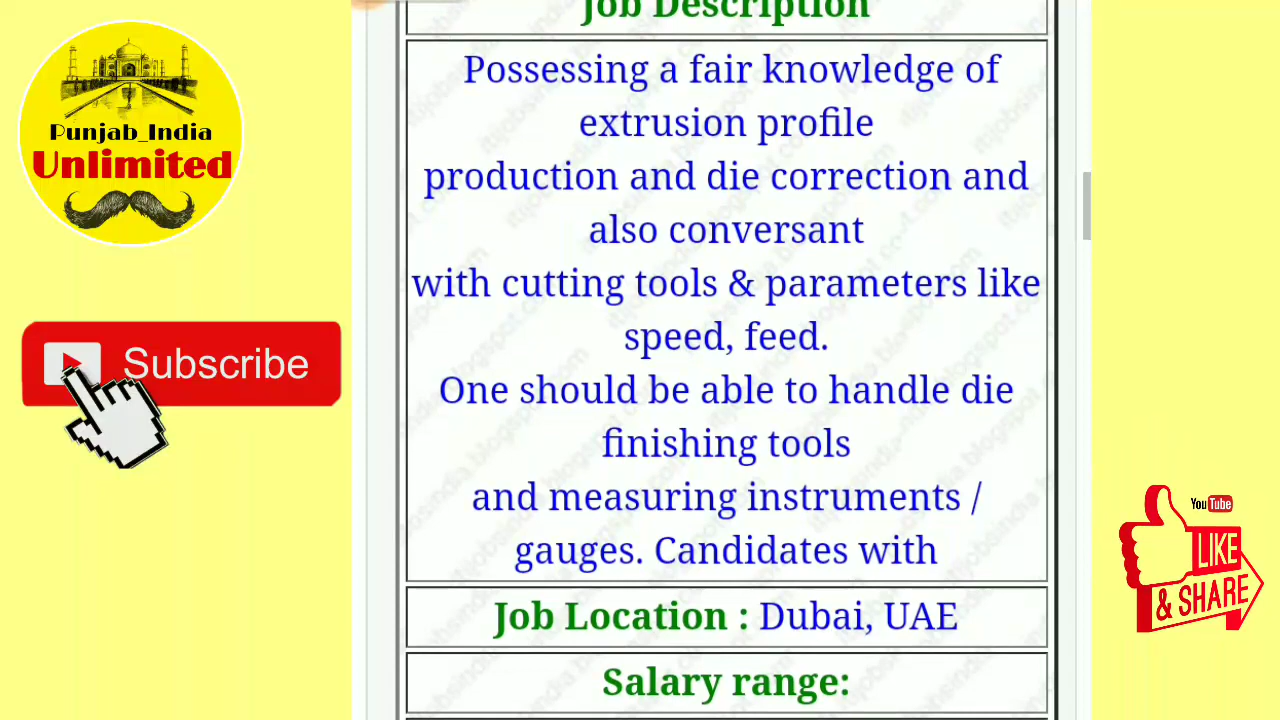 Punjab_India
Unlimited
Subscribe
Job Description
Possessing a fair knowledge of
extrusion profile
production and die correction and
also conversant
with cutting tools & parameters like
speed, feed.
One should be able to handle die
finishing tools
and measuring instruments /
gauges. Candidates with
Job Location : Dubai, UAE
Salary range:
YouTube
LIKE
& SHARE